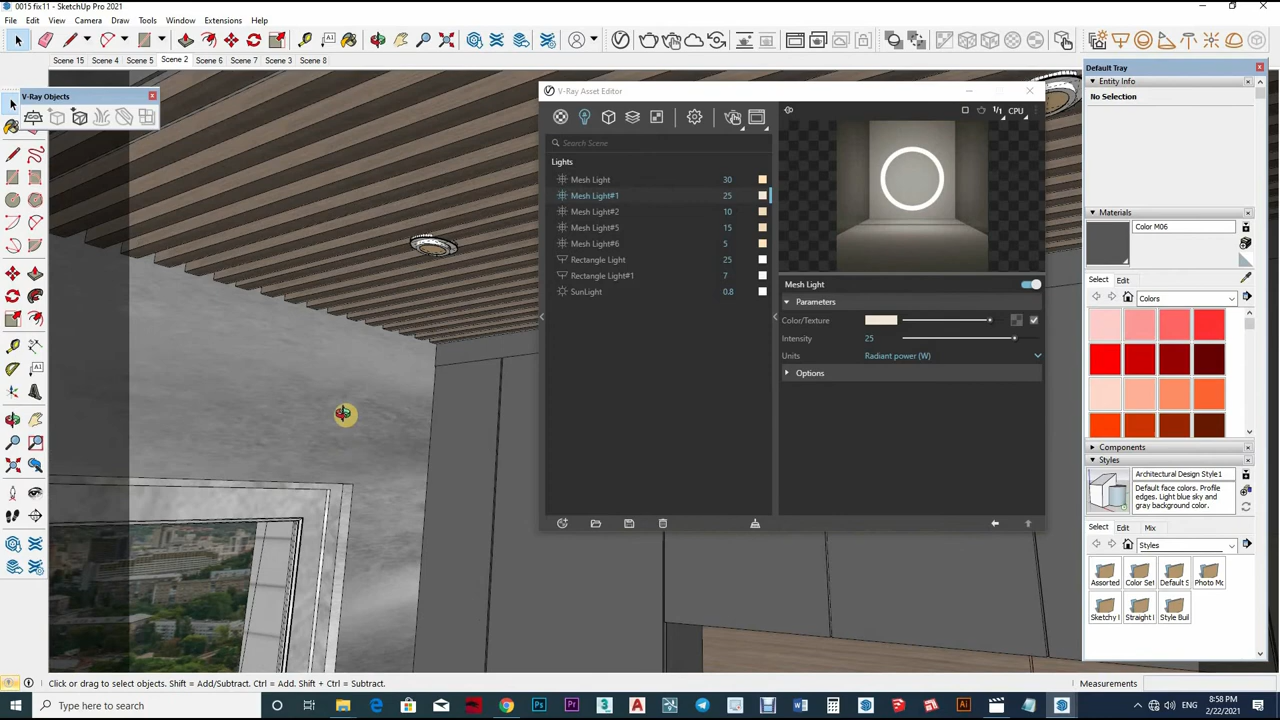 0015 fix11 - SketchUp Pro 2021
File Edit View Camera Draw Tools Window Extensions Help
Scene 15 Scene 4 Scene 5 Scene 2 Scene 6 Scene 7 Scene 3 Scene 8
V-Ray Objects
V-Ray Asset Editor
CPU
Search Scene
Lights
Mesh Light 30
Mesh Light#1 25
Mesh Light#2 10
Mesh Light#5 15
Mesh Light#6 5
Rectangle Light 25
Rectangle Light#1 7
SunLight 0.8
Mesh Light
Parameters
Color/Texture
Intensity 25
Units Radiant power (W)
Options
Default Tray
Entity Info
No Selection
Materials
Color M06
Select Edit
Colors
Components
Styles
Architectural Design Style1
Default face colors. Profile
edges. Light blue sky and
gray background color.
Select Edit Mix
Styles
Assorted Color Set Default S Photo Mo
Sketchy I Straight I Style Buil
Click or drag to select objects. Shift = Add/Subtract. Ctrl = Add. Shift + Ctrl = Subtract.
Measurements
Type here to search
ENG
8:58 PM
2/22/2021